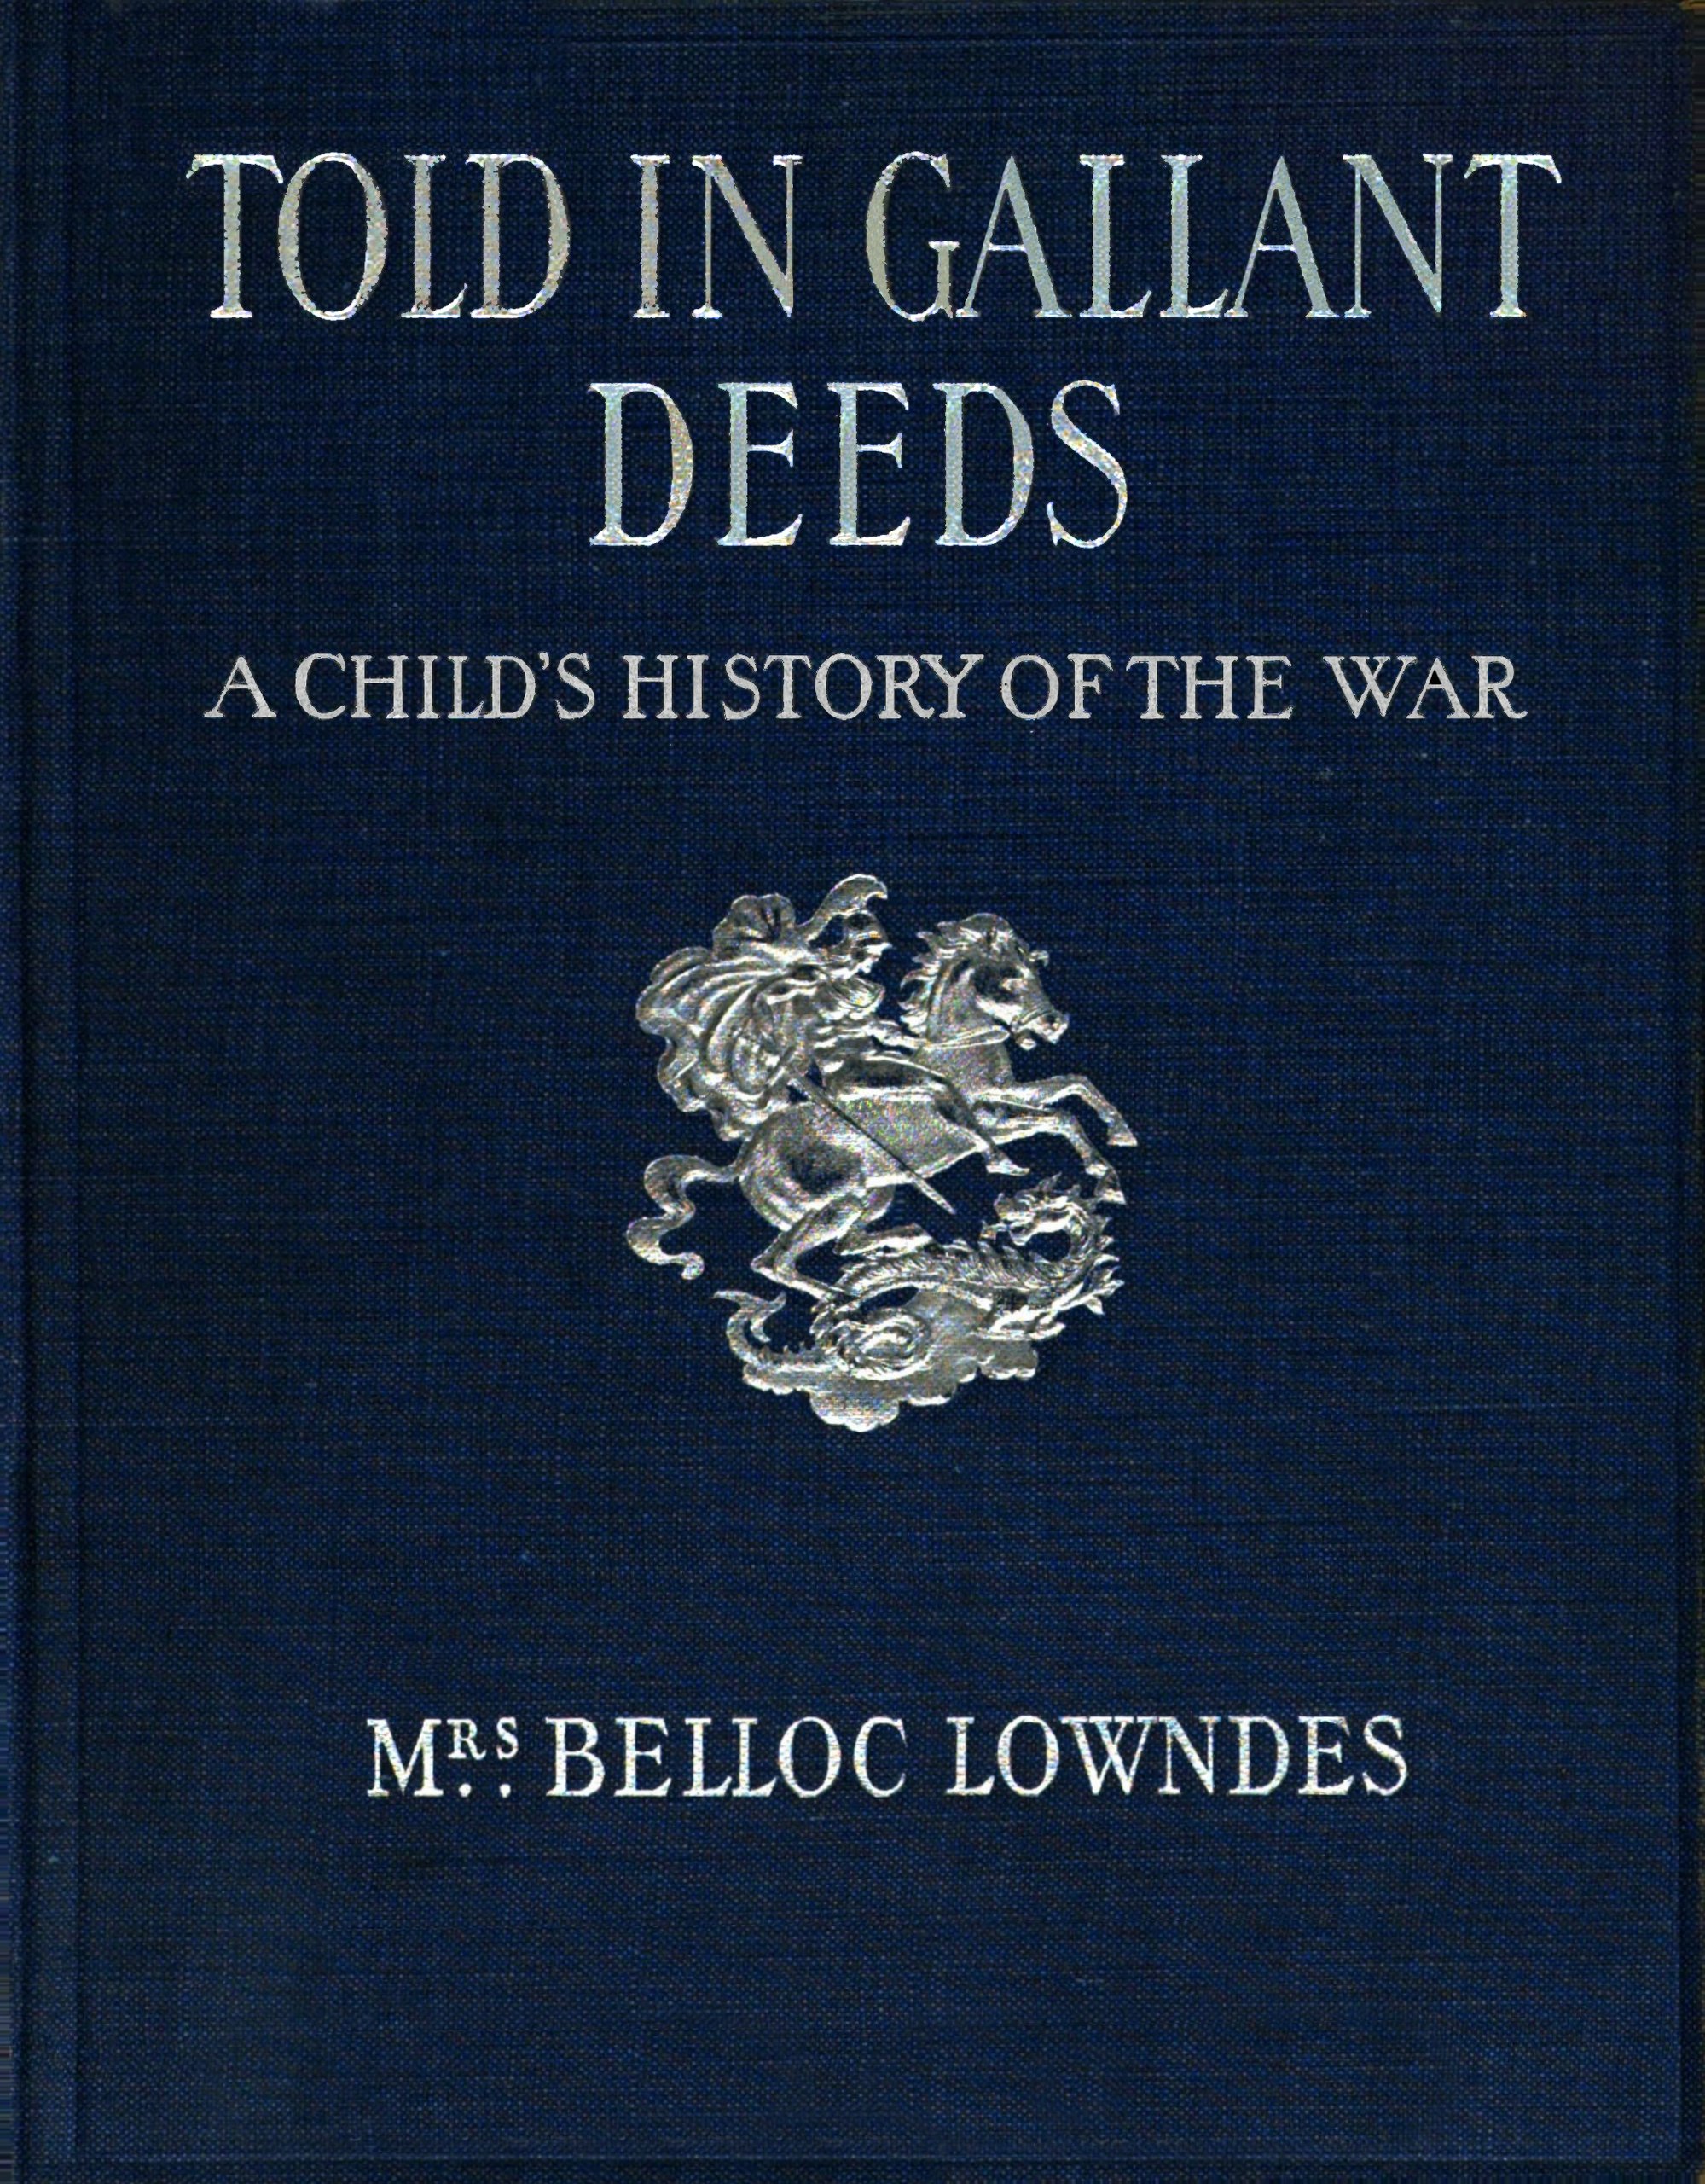 TOLD IN GALLANT
DEEDS
A CHILD'S HISTORY OF THE WAR
MRS. BELLOC LOWNDES